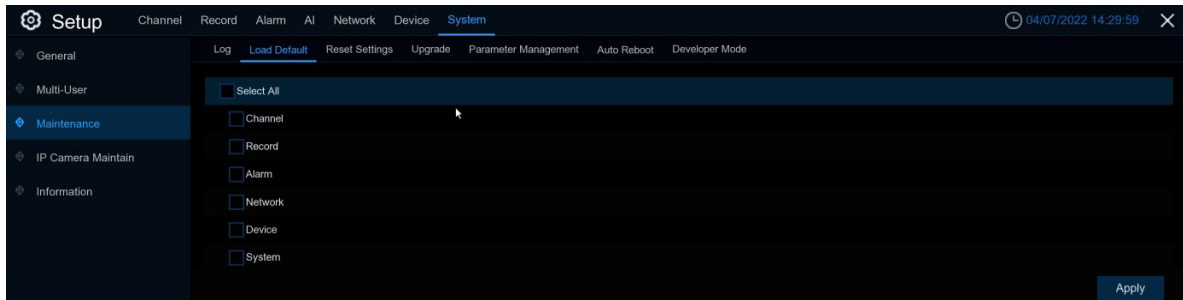 Setup Channel Record Alarm AI Network Device System 04/07/2022 14:29:59
Log Load Default Reset Settings Upgrade Parameter Management Auto Reboot Developer Mode
General
Multi-User
Maintenance
IP Camera Maintain
Information
Select All
Channel
Record
Alarm
Network
Device
System
Apply